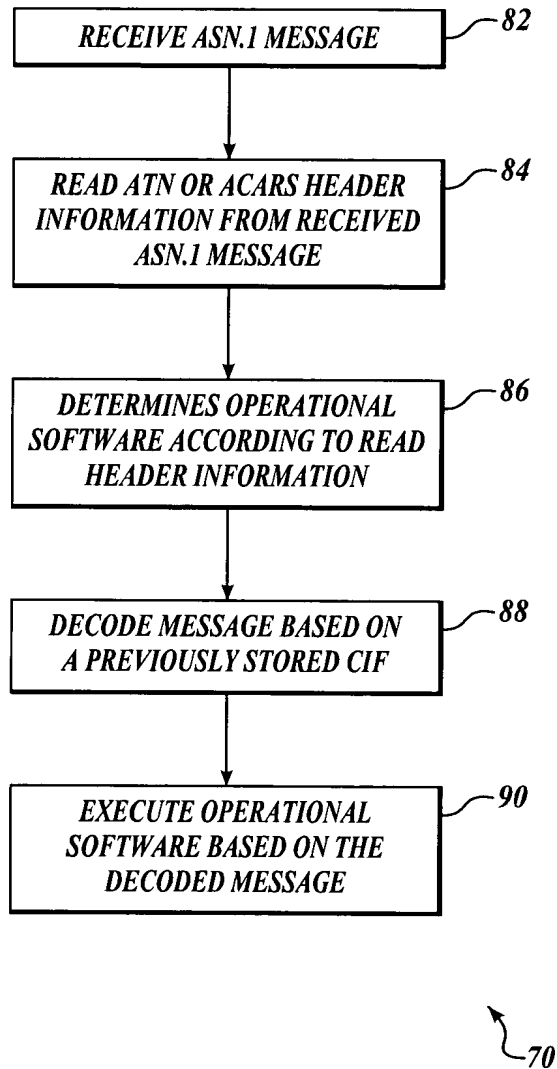 RECEIVE ASN.1 MESSAGE
82
READ ATN OR ACARS HEADER
INFORMATION FROM RECEIVED
ASN.1 MESSAGE
84
DETERMINES OPERATIONAL
SOFTWARE ACCORDING TO READ
HEADER INFORMATION
86
DECODE MESSAGE BASED ON
A PREVIOUSLY STORED CIF
88
EXECUTE OPERATIONAL
SOFTWARE BASED ON THE
DECODED MESSAGE
90
70